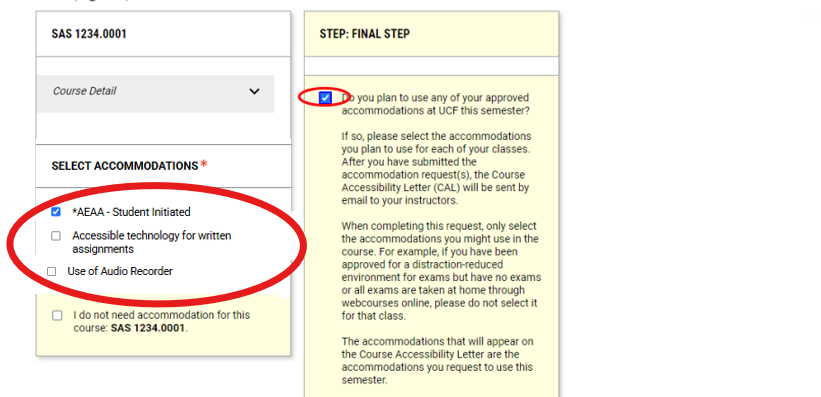 SAS 1234.0001
Course Detail
SELECT ACCOMMODATIONS *
*AEAA - Student Initiated
Accessible technology for written
assignments
Use of Audio Recorder
I do not need accommodation for this
course: SAS 1234.0001.
STEP: FINAL STEP
Do you plan to use any of your approved
accommodations at UCF this semester?
If so, please select the accommodations
you plan to use for each of your classes.
After you have submitted the
accommodation request(s), the Course
Accessibility Letter (CAL) will be sent by
email to your instructors.
When completing this request, only select
the accommodations you might use in the
course. For example, if you have been
approved for a distraction-reduced
environment for exams but have no exams
or all exams are taken at home through
webcourses online, please do not select it
for that class.
The accommodations that will appear on
the Course Accessibility Letter are the
accommodations you request to use this
semester.